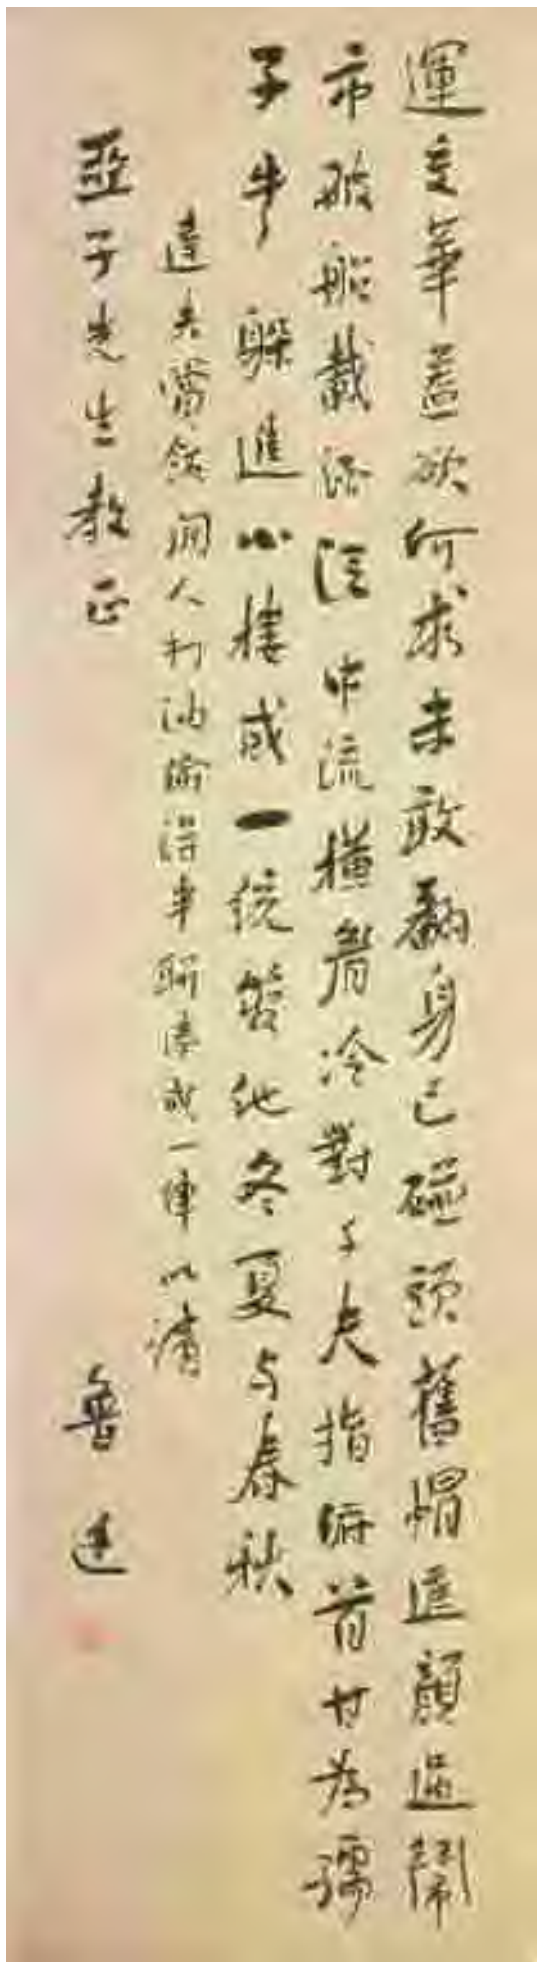 運交華蓋欲何求未敢翻身已碰頭舊帽遮顏過鬧
市破船載酒泛中流横眉冷對千夫指俯首甘為孺
子牛躲進小樓成一統管他冬夏与春秋
達夫賞飯閒人打油偷得半聯湊成一律以請
亞子先生教正
魯迅